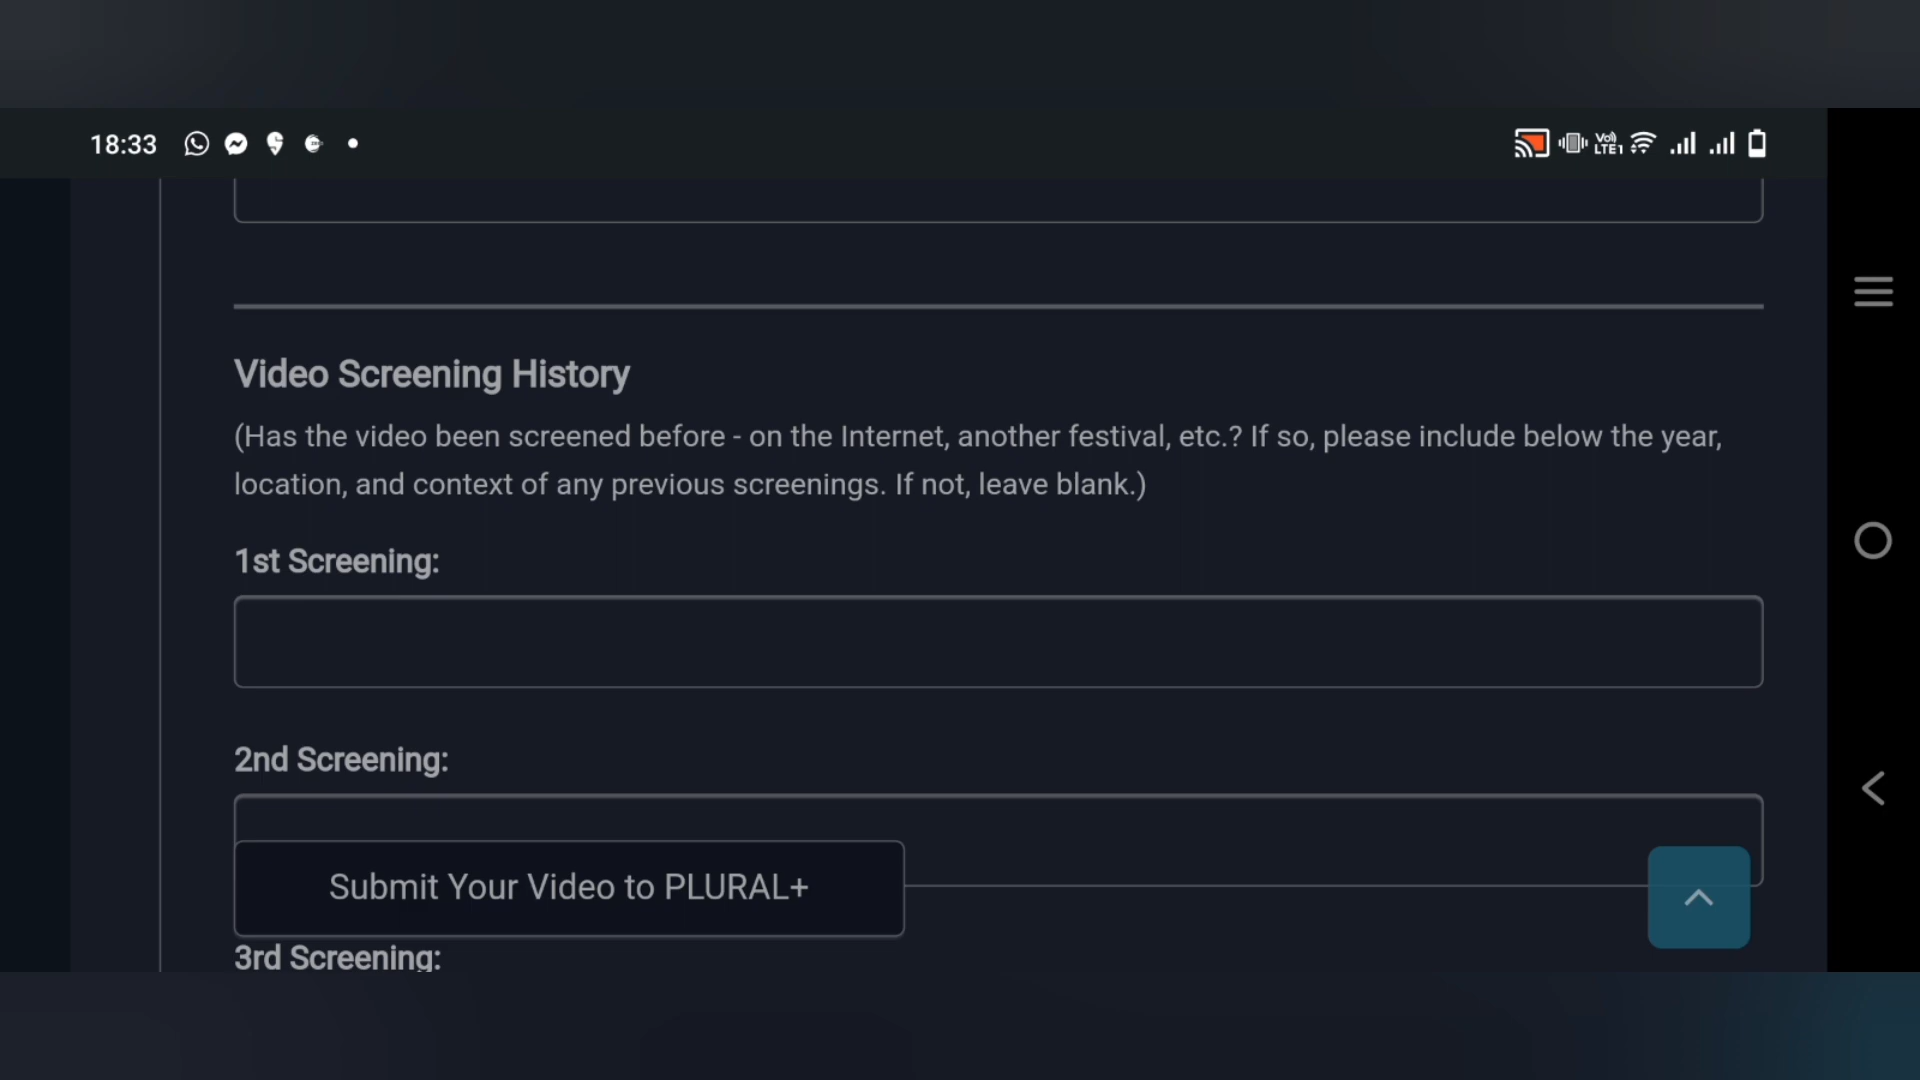 18:33
Vo)) LTE1
Video Screening History
(Has the video been screened before - on the Internet, another festival, etc.? If so, please include below the year,
location, and context of any previous screenings. If not, leave blank.)
1st Screening:
2nd Screening:
Submit Your Video to PLURAL+
3rd Screening: